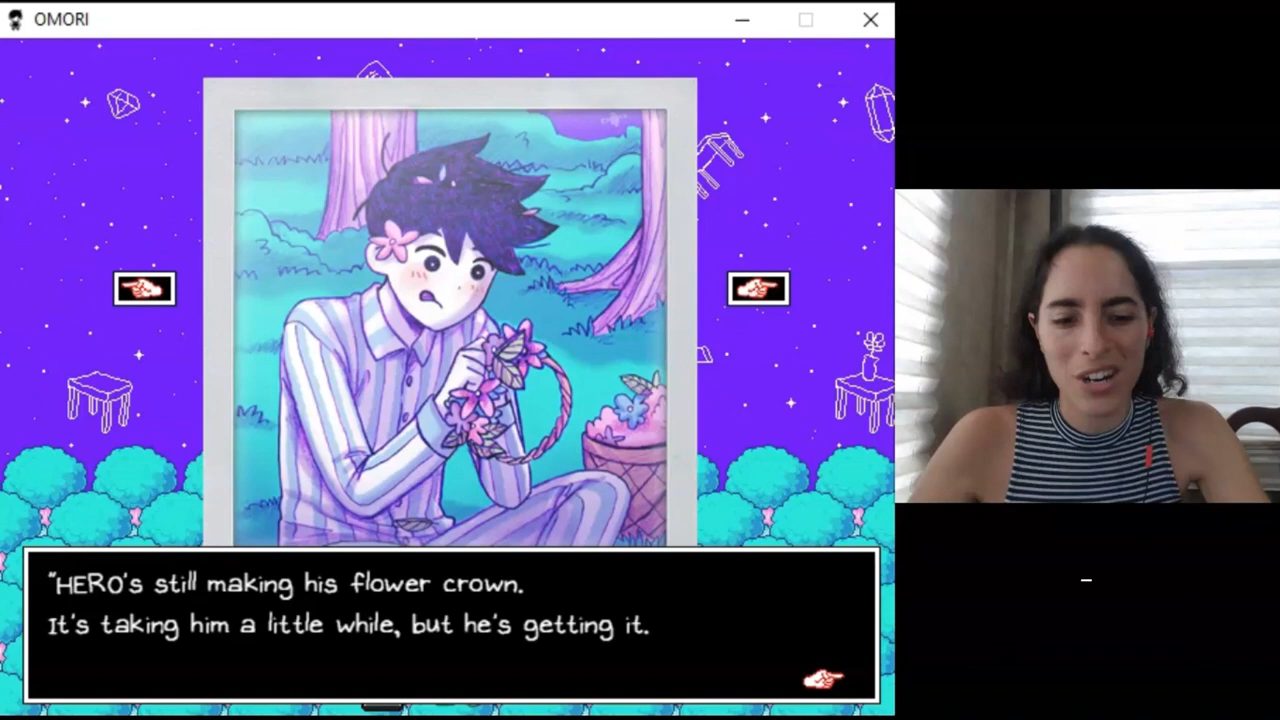 OMORI
"HERO's still making his flower crown.
It's taking him a little while, but he's getting it.